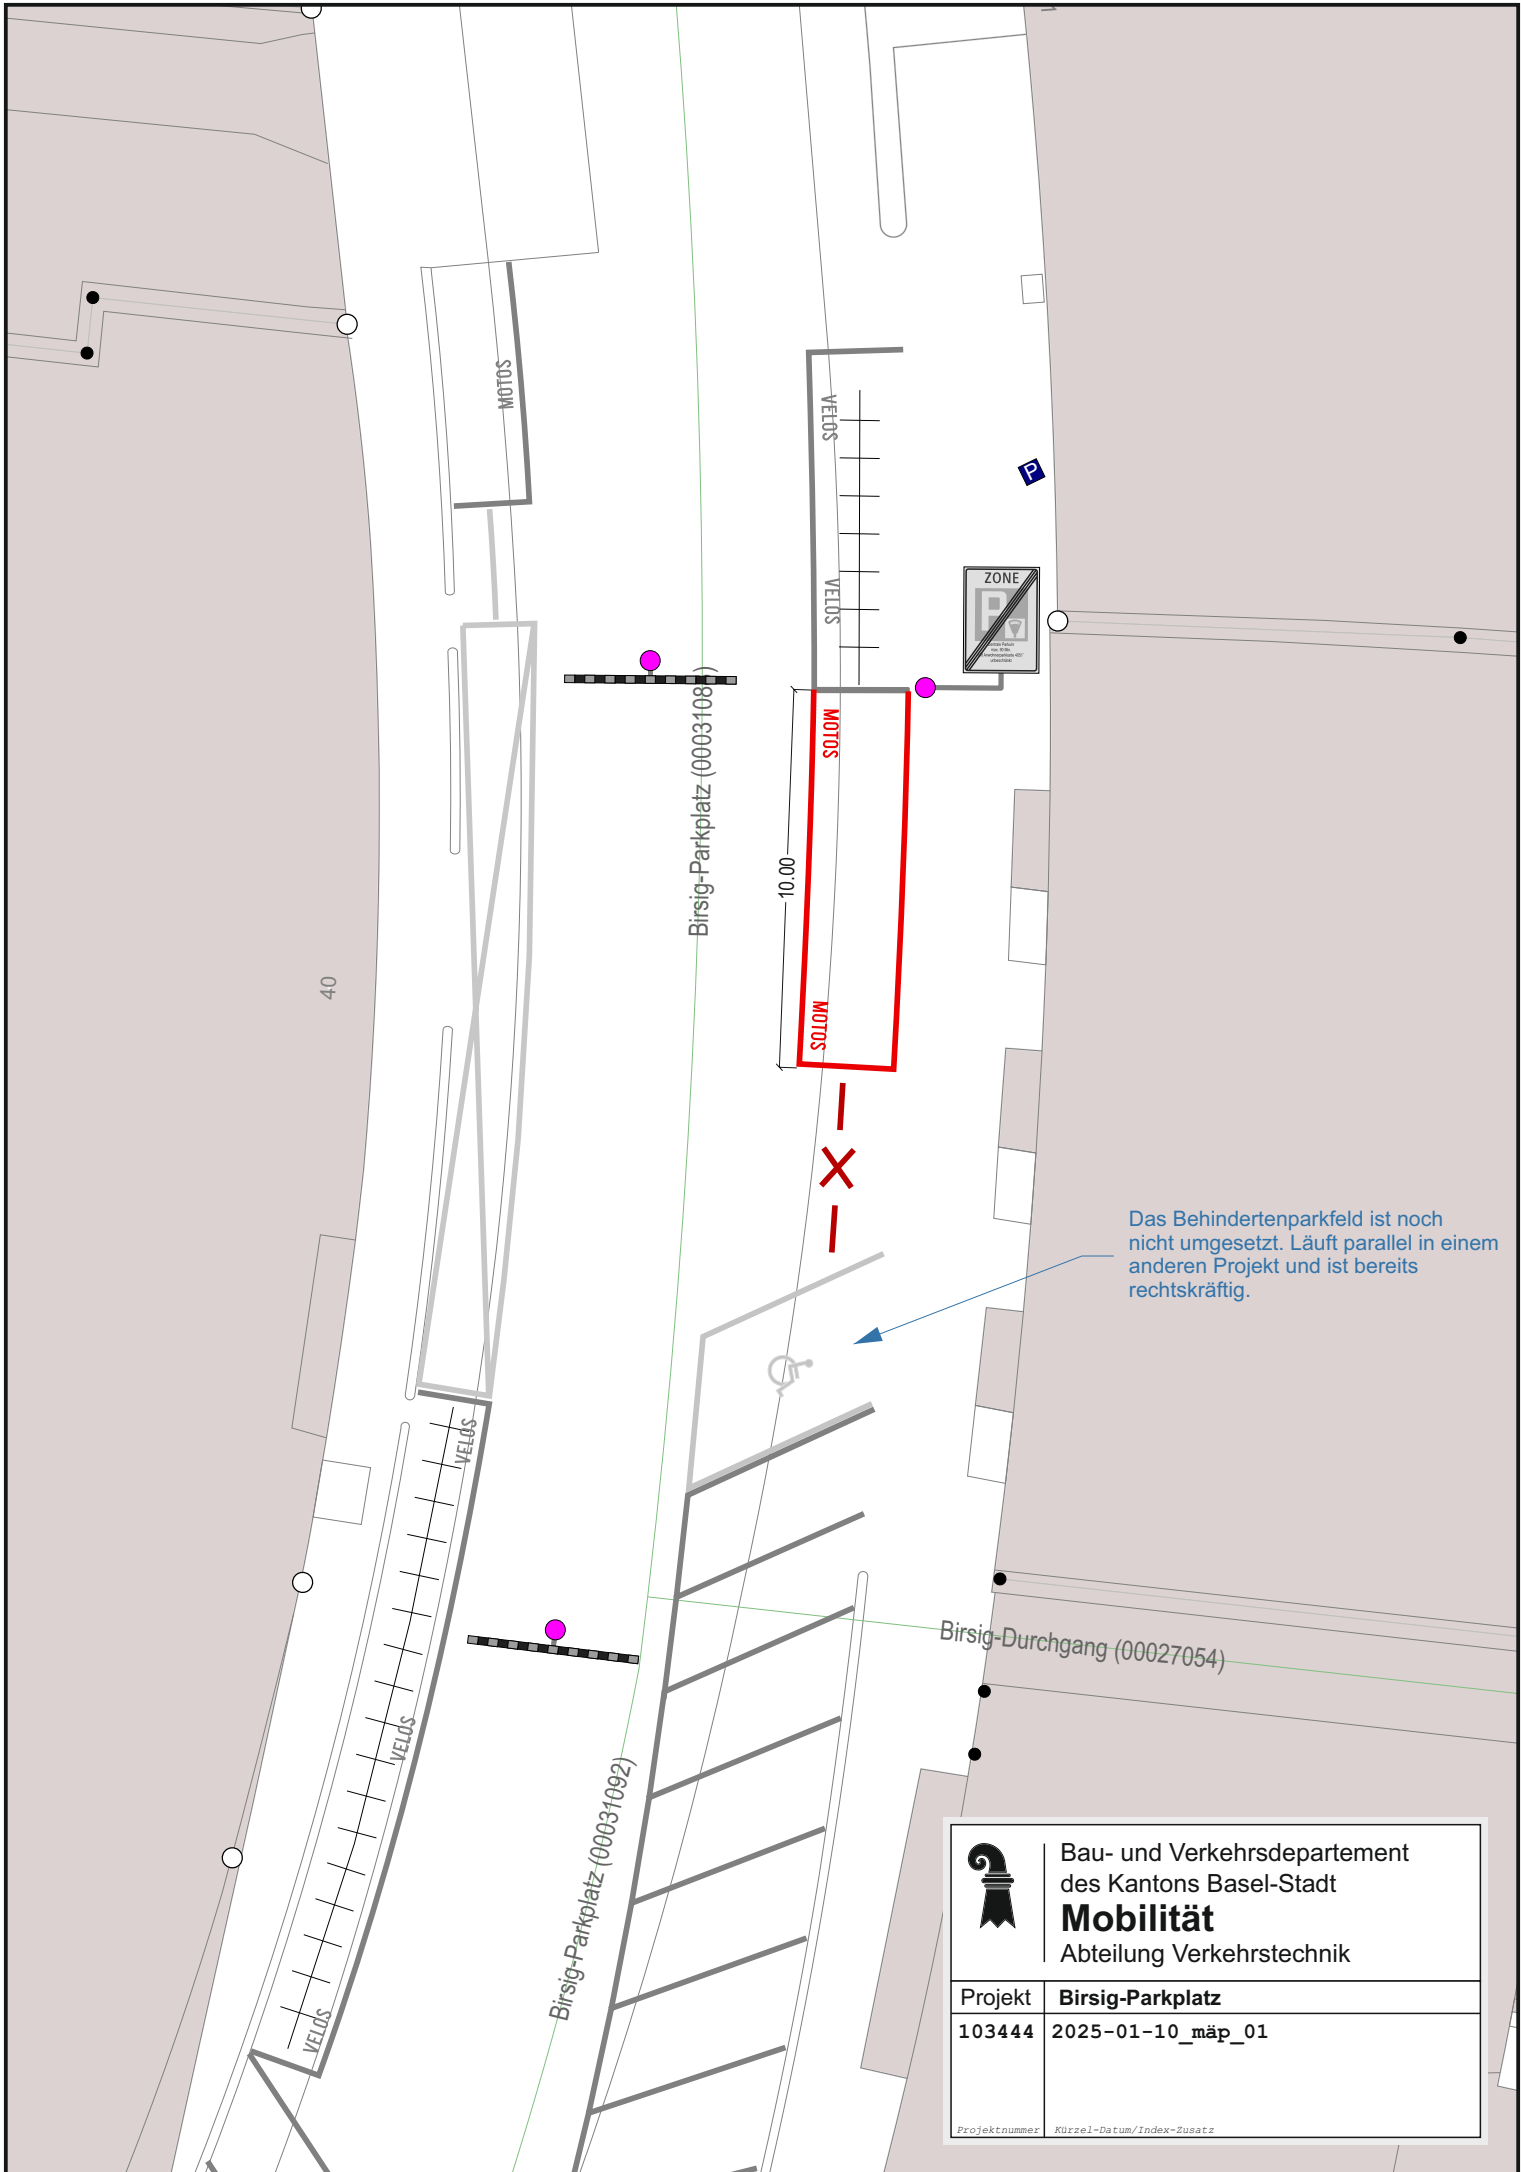 MOTOS
VELOS
VELOS
P
ZONE
P
Birsig-Parkplatz (0003108
MOTOS
10.00
MOTOS
40
Das Behindertenparkfeld ist noch
nicht umgesetzt. Läuft parallel in einem
anderen Projekt und ist bereits
rechtskräftig.
VELOS
Birsig-Durchgang (00027054)
VELOS
Birsig-Parkplatz (00031092)
VELOS
Bau- und Verkehrsdepartement
des Kantons Basel-Stadt
Mobilität
Abteilung Verkehrstechnik
Projekt Birsig-Parkplatz
103444 2025-01-10_mäp_01
Projektnummer Kürzel-Datum/Index-Zusatz